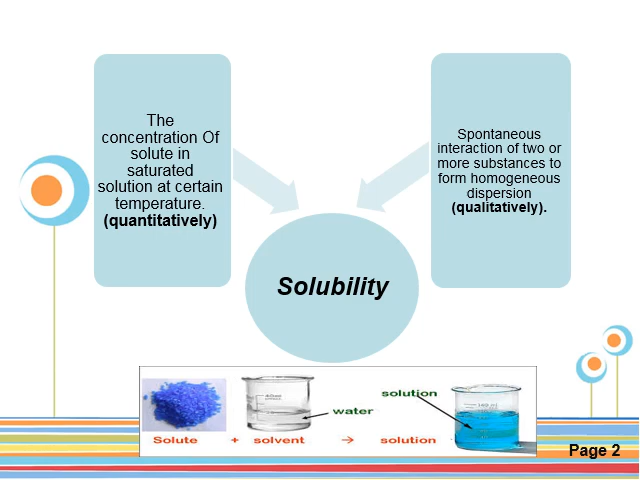 The
concentration Of
solute in
saturated
solution at certain
temperature.
(quantitatively)
Spontaneous
interaction of two or
more substances to
form homogeneous
dispersion
(qualitatively).
Solubility
solution
water
Solute + solvent → solution
Page 2